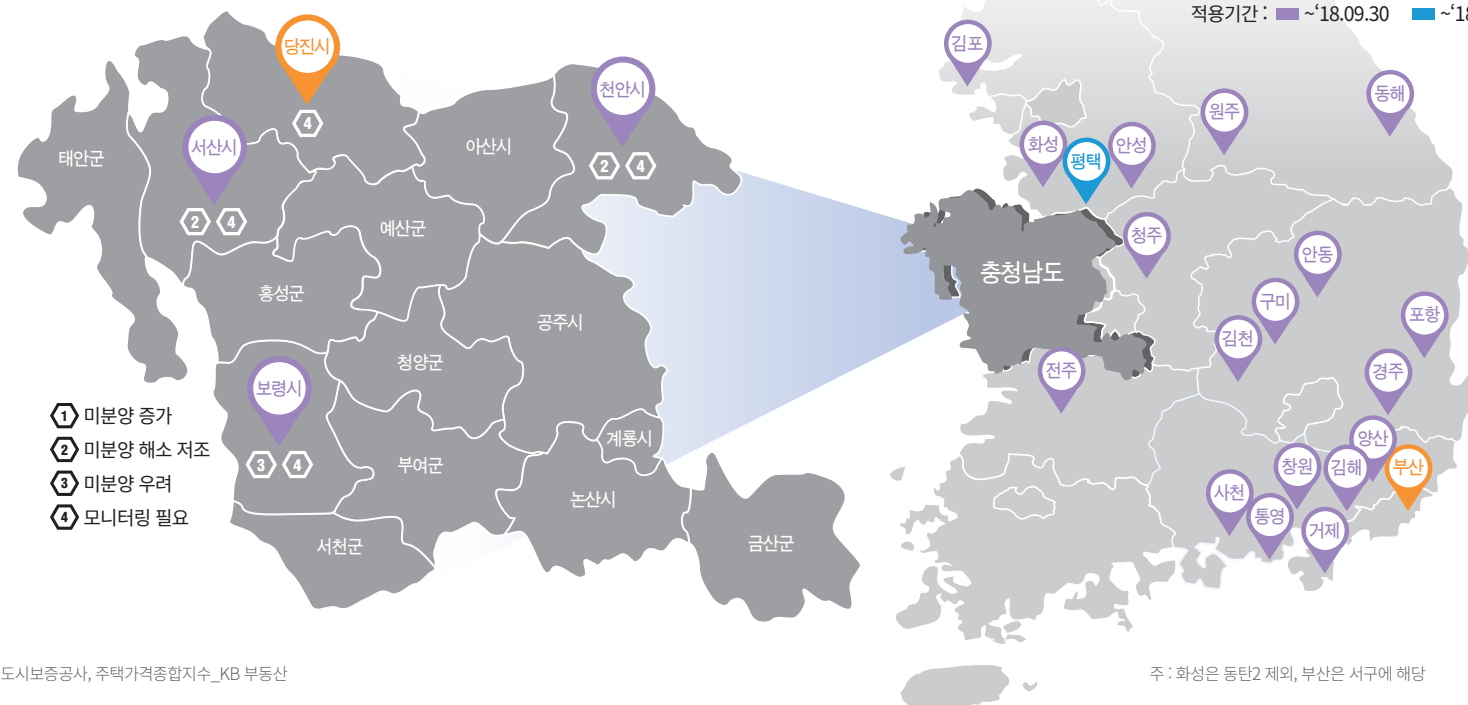 적용기간 : ~‘18.09.30 ~‘18
당진시
4
천안시
2 4
서산시
2 4
보령시
3 4
태안군
아산시
예산군
홍성군
공주시
청양군
계룡시
부여군
논산시
서천군
금산군
1 미분양 증가
2 미분양 해소 저조
3 미분양 우려
4 모니터링 필요
김포
동해
원주
화성
평택
안성
청주
충청남도
안동
구미
포항
김천
전주
경주
양산
창원
김해
부산
사천
통영
거제
도시보증공사, 주택가격종합지수_KB 부동산
주 : 화성은 동탄2 제외, 부산은 서구에 해당